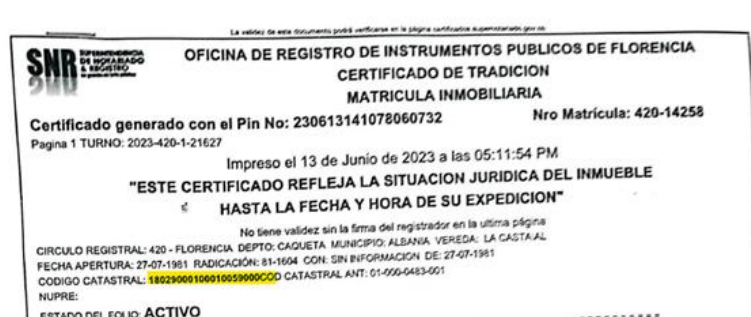 La validez de este documento podrá verificarse en la página certificados.supernotariado.gov.co
SNR SUPERINTENDENCIA
DE NOTARIADO
& REGISTRO
OFICINA DE REGISTRO DE INSTRUMENTOS PUBLICOS DE FLORENCIA
CERTIFICADO DE TRADICION
MATRICULA INMOBILIARIA
Certificado generado con el Pin No: 230613141078060732
Nro Matrícula: 420-14258
Pagina 1 TURNO: 2023-420-1-21627
Impreso el 13 de Junio de 2023 a las 05:11:54 PM
"ESTE CERTIFICADO REFLEJA LA SITUACION JURIDICA DEL INMUEBLE
HASTA LA FECHA Y HORA DE SU EXPEDICION"
No tiene validez sin la firma del registrador en la ultima página
CIRCULO REGISTRAL: 420 - FLORENCIA DEPTO: CAQUETA MUNICIPIO: ALBANIA VEREDA:
FECHA APERTURA: 27-07-1981 RADICACIÓN: 81-1604 CON: SIN INFORMACION DE: 27-07-1981
CODIGO CATASTRAL: 18029000100010059000COD CATASTRAL ANT: 01-000-0483-001
NUPRE:
ESTADO DEL FOLIO: ACTIVO